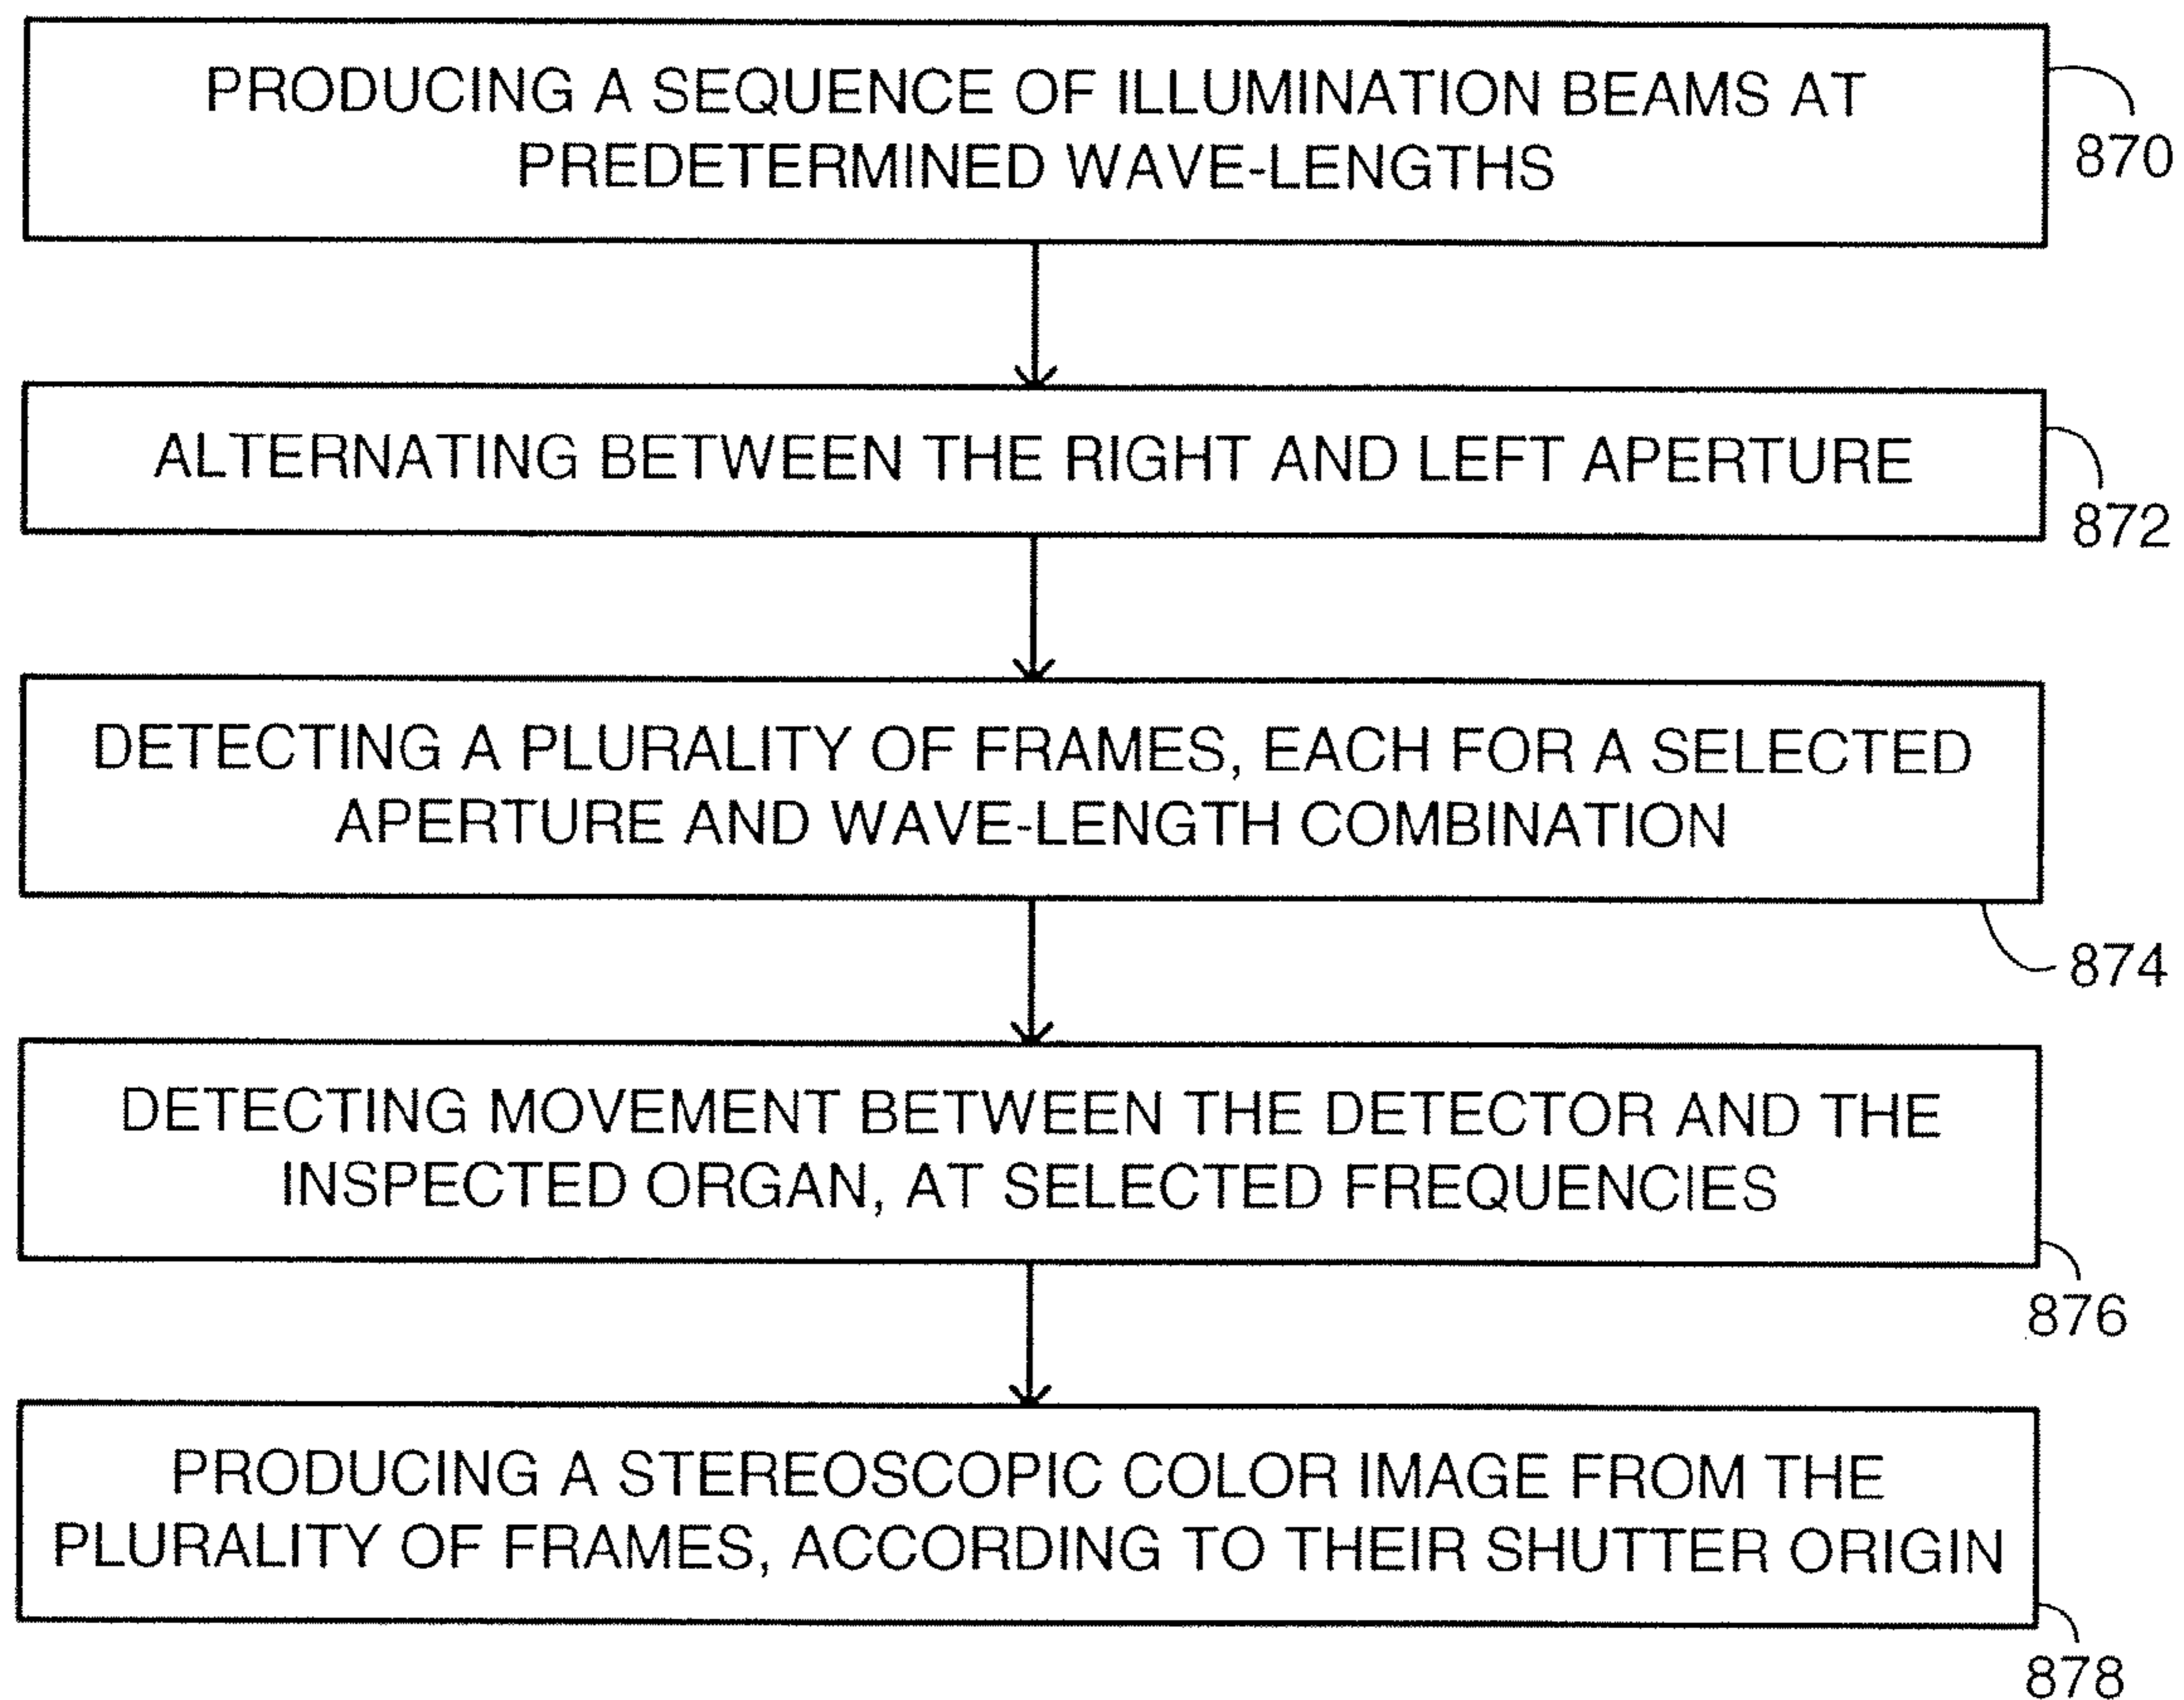 PRODUCING A SEQUENCE OF ILLUMINATION BEAMS AT
PREDETERMINED WAVE-LENGTHS
870
ALTERNATING BETWEEN THE RIGHT AND LEFT APERTURE
872
DETECTING A PLURALITY OF FRAMES, EACH FOR A SELECTED
APERTURE AND WAVE-LENGTH COMBINATION
874
DETECTING MOVEMENT BETWEEN THE DETECTOR AND THE
INSPECTED ORGAN, AT SELECTED FREQUENCIES
876
PRODUCING A STEREOSCOPIC COLOR IMAGE FROM THE
PLURALITY OF FRAMES, ACCORDING TO THEIR SHUTTER ORIGIN
878